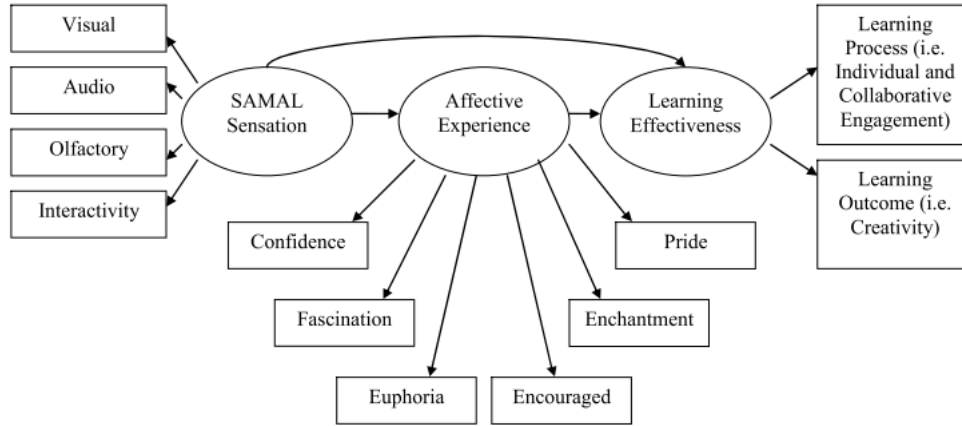 Visual
Audio
Olfactory
Interactivity
SAMAL
Sensation
Affective
Experience
Learning
Effectiveness
Learning
Process (i.e.
Individual and
Collaborative
Engagement)
Learning
Outcome (i.e.
Creativity)
Confidence
Pride
Fascination
Enchantment
Euphoria
Encouraged